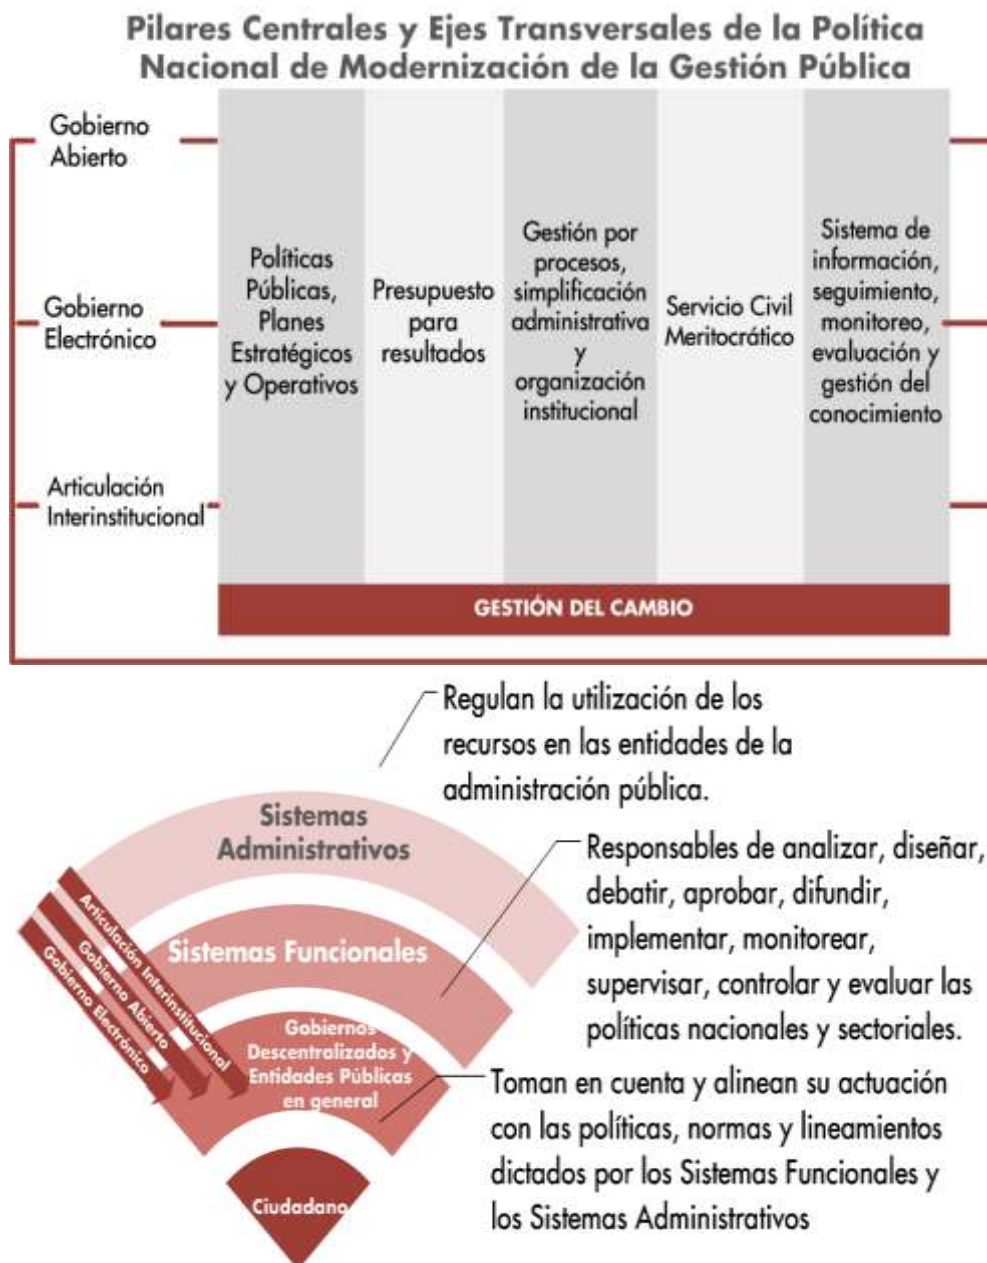 Pilares Centrales y Ejes Transversales de la Política
Nacional de Modernización de la Gestión Pública
Gobierno
Abierto
Gobierno
Electrónico
Articulación
Interinstitucional
Políticas
Públicas,
Planes
Estratégicos
y Operativos
Presupuesto
para
resultados
Gestión por
procesos,
simplificación
administrativa
y
organización
institucional
Servicio Civil
Meritocrático
Sistema de
información,
seguimiento,
monitoreo,
evaluación y
gestión del
conocimiento
GESTIÓN DEL CAMBIO
Regulan la utilización de los
recursos en las entidades de la
administración pública.
Sistemas
Administrativos
Responsables de analizar, diseñar,
debatir, aprobar, difundir,
implementar, monitorear,
supervisar, controlar y evaluar las
políticas nacionales y sectoriales.
Sistemas Funcionales
Articulación Interinstitucional
Gobierno Abierto
Gobierno Electrónico
Gobiernos
Descentralizados y
Entidades Públicas
en general
Toman en cuenta y alinean su actuación
con las políticas, normas y lineamientos
dictados por los Sistemas Funcionales y
los Sistemas Administrativos
Ciudadano